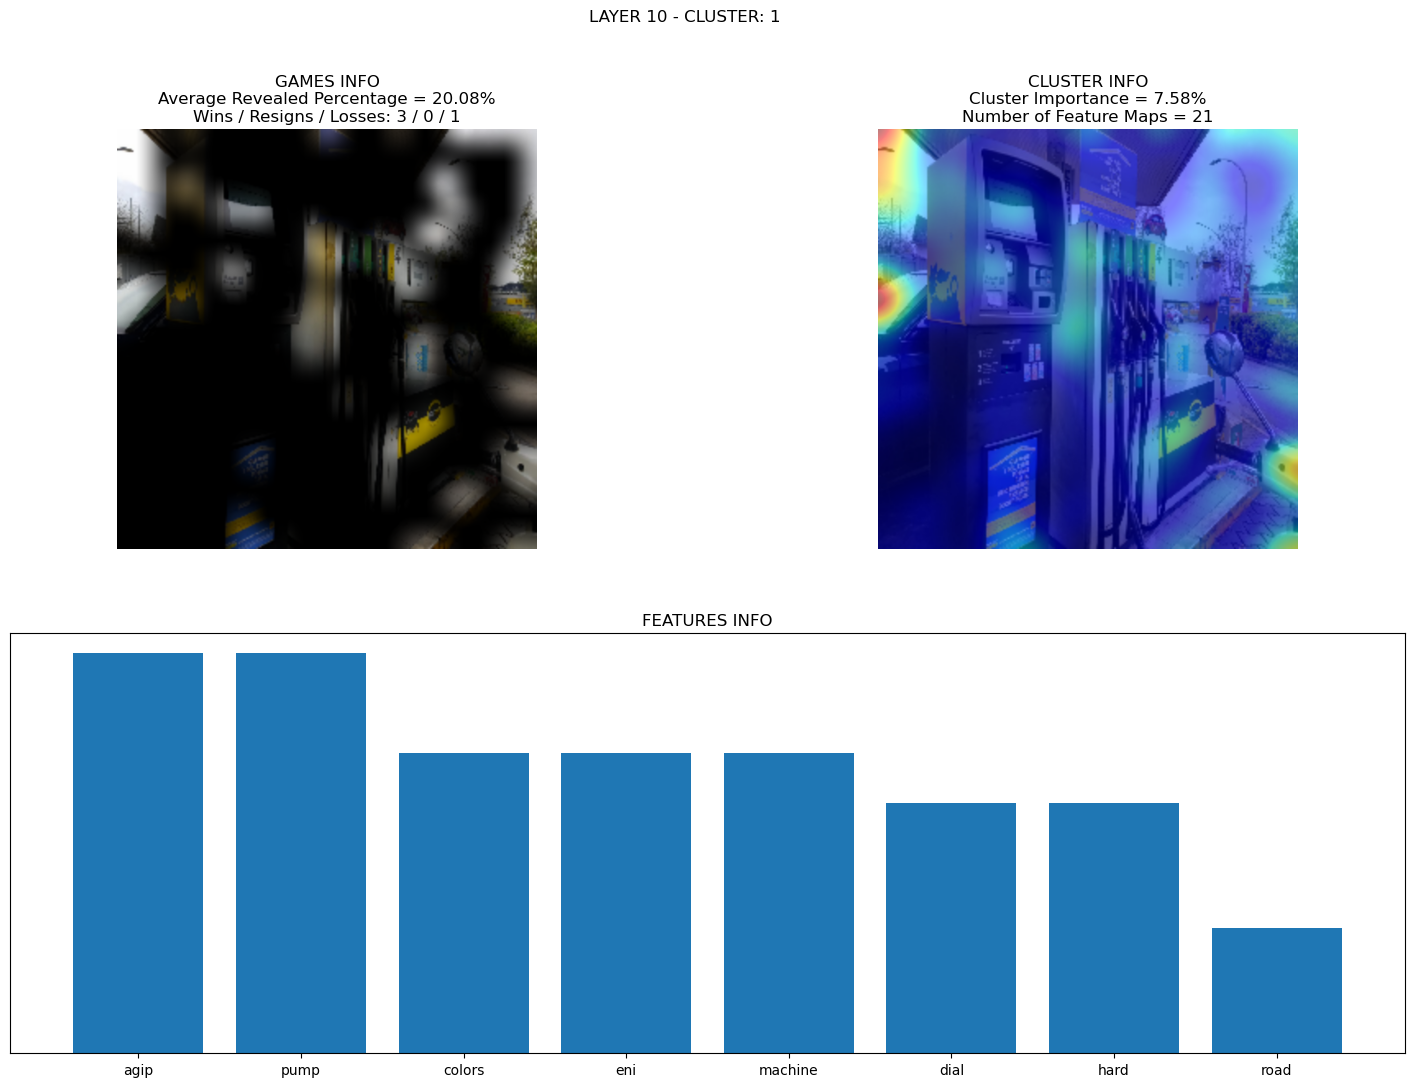 LAYER 10 - CLUSTER: 1
GAMES INFO
Average Revealed Percentage = 20.08%
Wins / Resigns / Losses: 3 / 0 / 1
CLUSTER INFO
Cluster Importance = 7.58%
Number of Feature Maps = 21
FEATURES INFO
agip
pump
colors
eni
machine
dial
hard
road